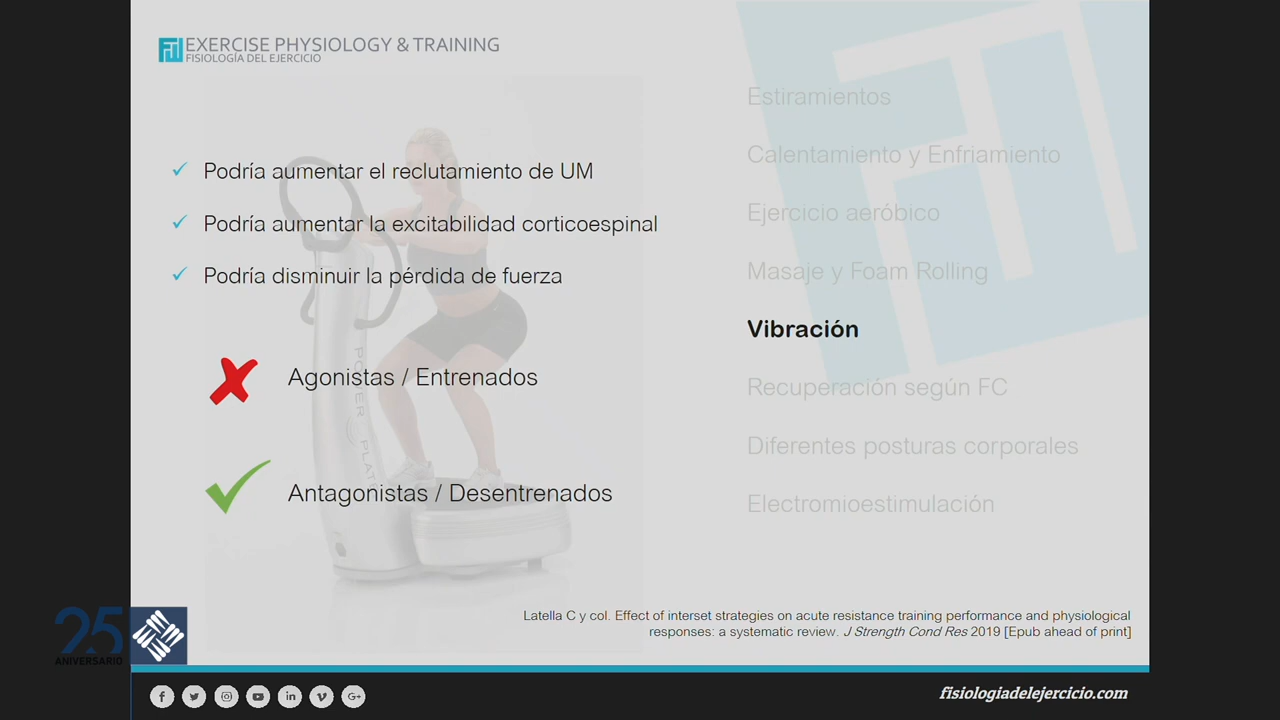 EXERCISE PHYSIOLOGY & TRAINING
FISIOLOGÍA DEL EJERCICIO
Podría aumentar el reclutamiento de UM
Podría aumentar la excitabilidad corticoespinal
Podría disminuir la pérdida de fuerza
Agonistas / Entrenados
Antagonistas / Desentrenados
POWER PLATE
Estiramientos
Calentamiento y Enfriamiento
Ejercicio aeróbico
Masaje y Foam Rolling
Vibración
Recuperación según FC
Diferentes posturas corporales
Electromioestimulación
Latella C y col. Effect of interset strategies on acute resistance training performance and physiological
responses: a systematic review. J Strength Cond Res 2019 [Epub ahead of print]
25
ANIVERSARIO
fisiologiadelejercicio.com